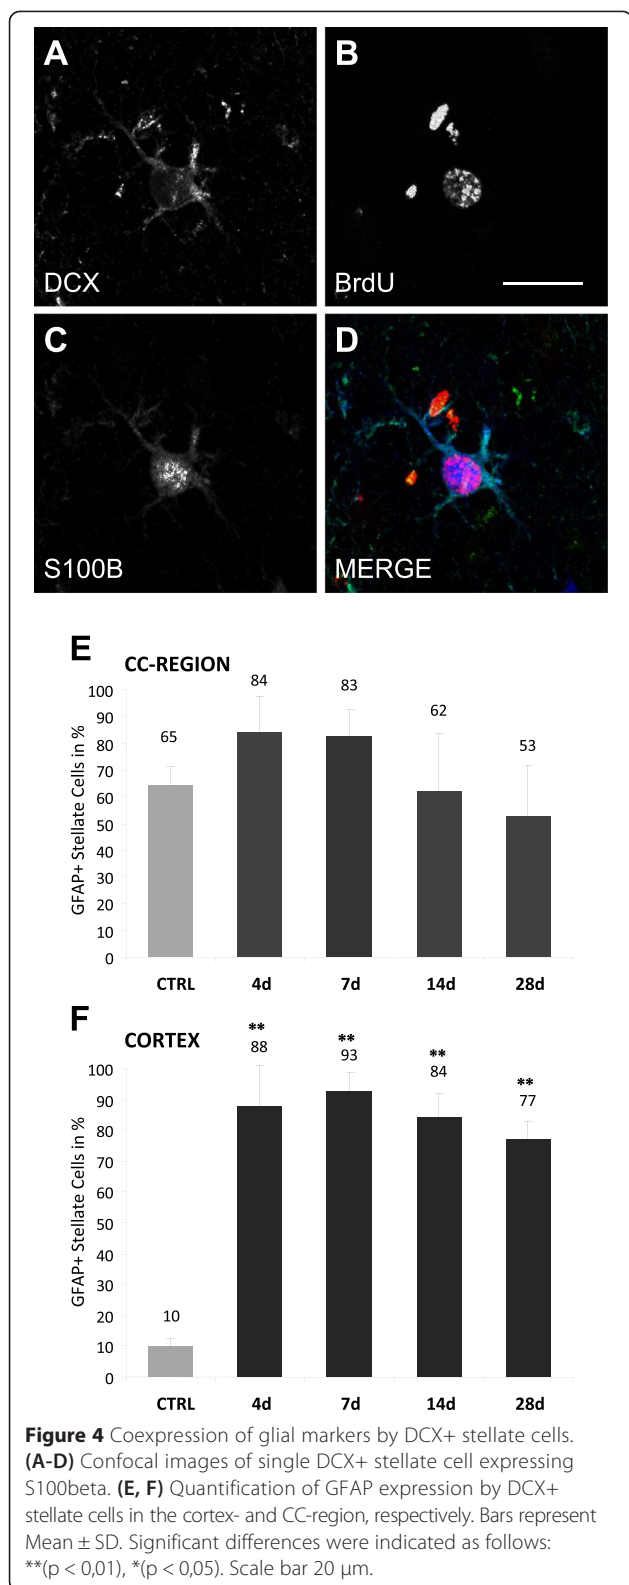 A
B
DCX
BrdU
C
D
S100B
MERGE
E
CC-REGION
GFAP+ Stellate Cells in %
100
90
80
70
60
50
40
30
20
10
0
65
84
83
62
53
CTRL
4d
7d
14d
28d
F
CORTEX
GFAP+ Stellate Cells in %
100
90
80
70
60
50
40
30
20
10
0
10
**
88
**
93
**
84
**
77
CTRL
4d
7d
14d
28d
Figure 4 Coexpression of glial markers by DCX+ stellate cells.
(A-D) Confocal images of single DCX+ stellate cell expressing
S100beta. (E, F) Quantification of GFAP expression by DCX+
stellate cells in the cortex- and CC-region, respectively. Bars represent
Mean ± SD. Significant differences were indicated as follows:
**(p < 0,01), *(p < 0,05). Scale bar 20 μm.